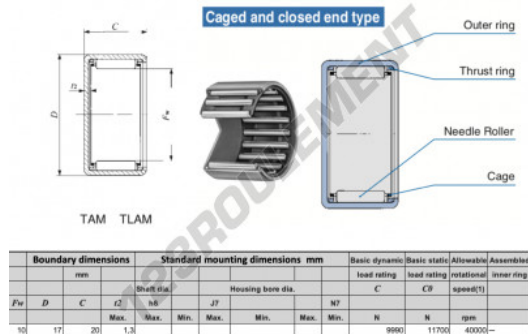 Caged and closed end type
C
Outer ring
Thrust ring
t2
D
Fw
Needle Roller
Cage
TAM TLAM
123ROULEMENT
Boundary dimensions Standard mounting dimensions mm Basic dynamic Basic static Allowable Assembled
mm load rating load rating rotational inner ring
Shaft dia. Housing bore dia. C C0 speed(1)
Fw D C t2 h6 J7 N7
Max. Max. Min. Max. Min. Max. Min. N N rpm
10 17 20 1,3 9990 11700 40000 —